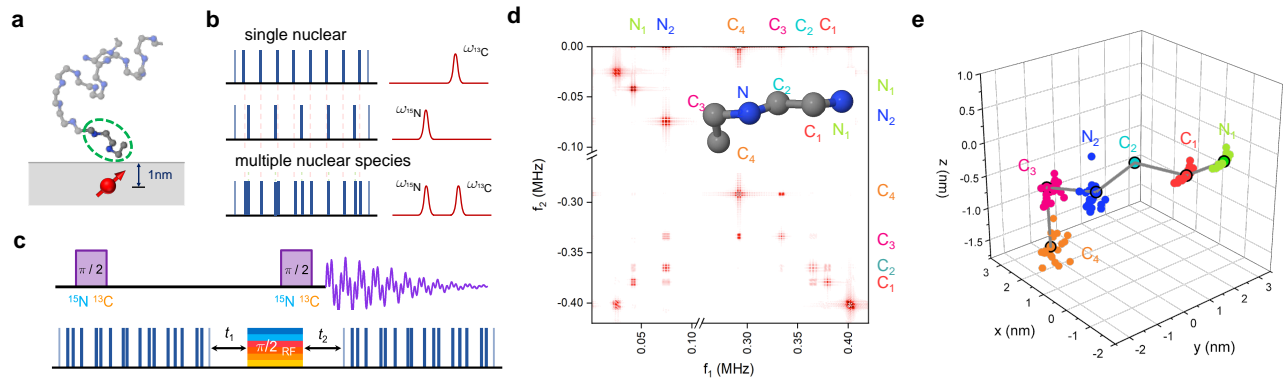 a
1nm
b
single nuclear
ω13C
ω15N
multiple nuclear species
ω15N ω13C
c
π / 2
π / 2
15N 13C
15N 13C
t1
π/2 RF
t2
d
N1 N2 C4 C3 C2 C1
0.00
-0.05
-0.10
-0.30
-0.35
-0.40
f2 (MHz)
0.05
0.10
0.30
0.35
0.40
f1 (MHz)
C3
N
C2
C1
N1
C4
N1
N2
C4
C3
C2
C1
e
1.0
0.5
0.0
-0.5
-1.0
-1.5
z (nm)
3
2
1
0
-1
-2
x (nm)
-2
-1
0
1
2
3
y (nm)
C3
N2
C2
C1
N1
C4